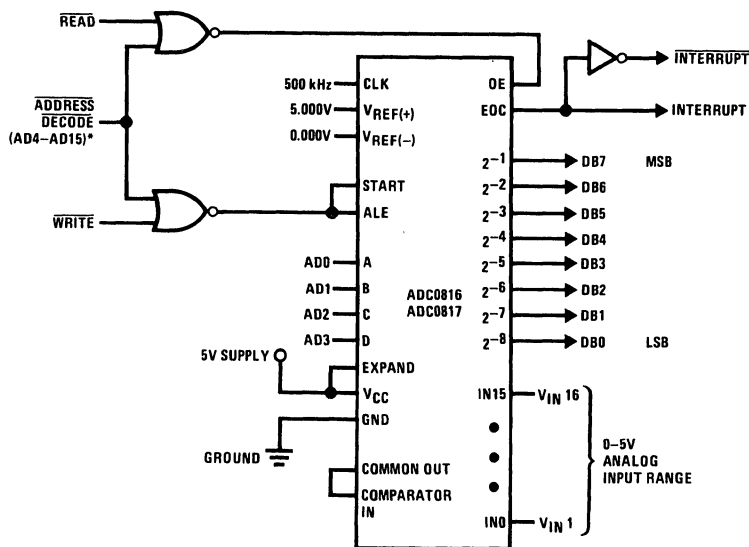 READ
ADDRESS
DECODE
(AD4–AD15)*
WRITE
500 kHz
5.000V
0.000V
AD0
AD1
AD2
AD3
5V SUPPLY
GROUND
CLK
VREF(+)
VREF(−)
START
ALE
A
B
C
D
EXPAND
VCC
GND
COMMON OUT
COMPARATOR
IN
ADC0816
ADC0817
OE
EOC
2−1
2−2
2−3
2−4
2−5
2−6
2−7
2−8
IN15
IN0
INTERRUPT
INTERRUPT
DB7 MSB
DB6
DB5
DB4
DB3
DB2
DB1
DB0 LSB
VIN 16
VIN 1
0–5V
ANALOG
INPUT RANGE